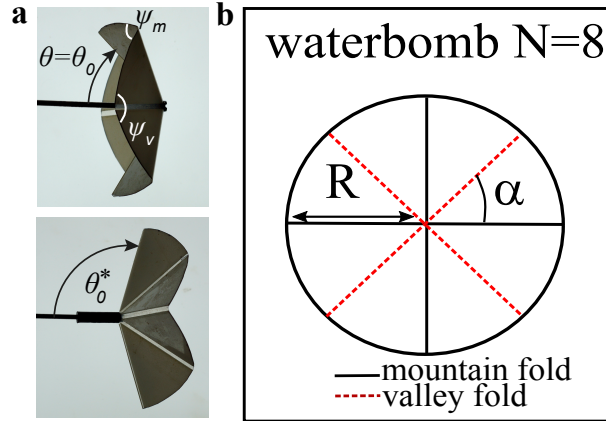 a
ψm
θ=θ0
ψv
θ0*
b
waterbomb N=8
R
α
mountain fold
valley fold